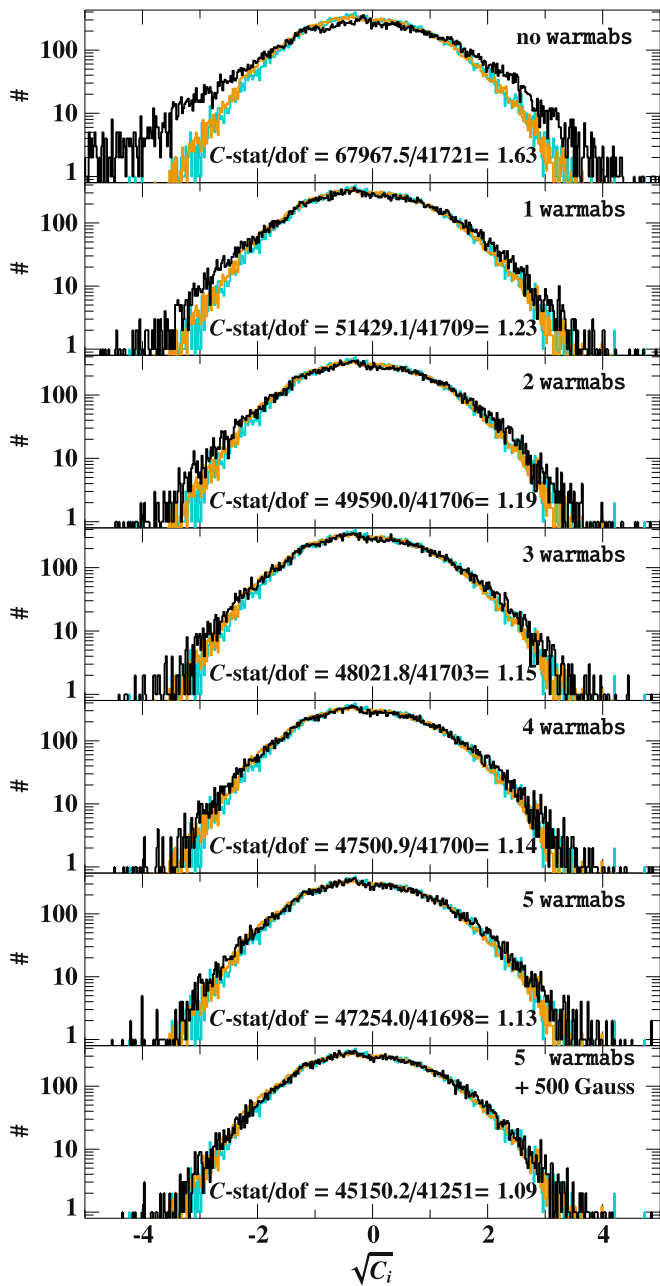 no warmabs
100
#
10
C-stat/dof = 67967.5/41721= 1.63
1
1 warmabs
100
#
10
C-stat/dof = 51429.1/41709= 1.23
1
2 warmabs
100
#
10
C-stat/dof = 49590.0/41706= 1.19
1
3 warmabs
100
#
10
C-stat/dof = 48021.8/41703= 1.15
1
4 warmabs
100
#
10
C-stat/dof = 47500.9/41700= 1.14
1
5 warmabs
100
#
10
C-stat/dof = 47254.0/41698= 1.13
1
5 warmabs
+ 500 Gauss
100
#
10
C-stat/dof = 45150.2/41251= 1.09
1
-4 -2 0 2 4
√Ci